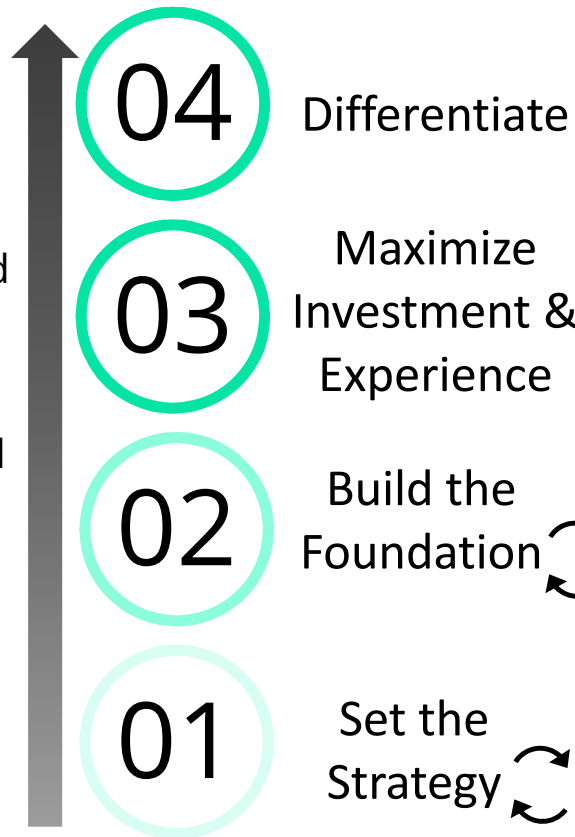 04
Differentiate
03
Maximize
Investment &
Experience
02
Build the
Foundation
01
Set the
Strategy